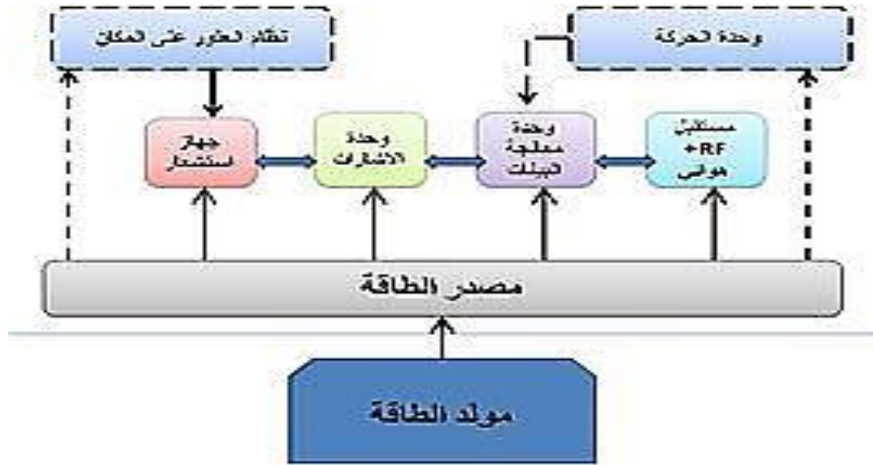 نظام العثور على المكان
وحدة الحركة
جهاز
استشعار
وحدة
الاشارات
وحدة
معالجة
البيانات
مستقبل
RF+
هوائي
مصدر الطاقة
مولد الطاقة